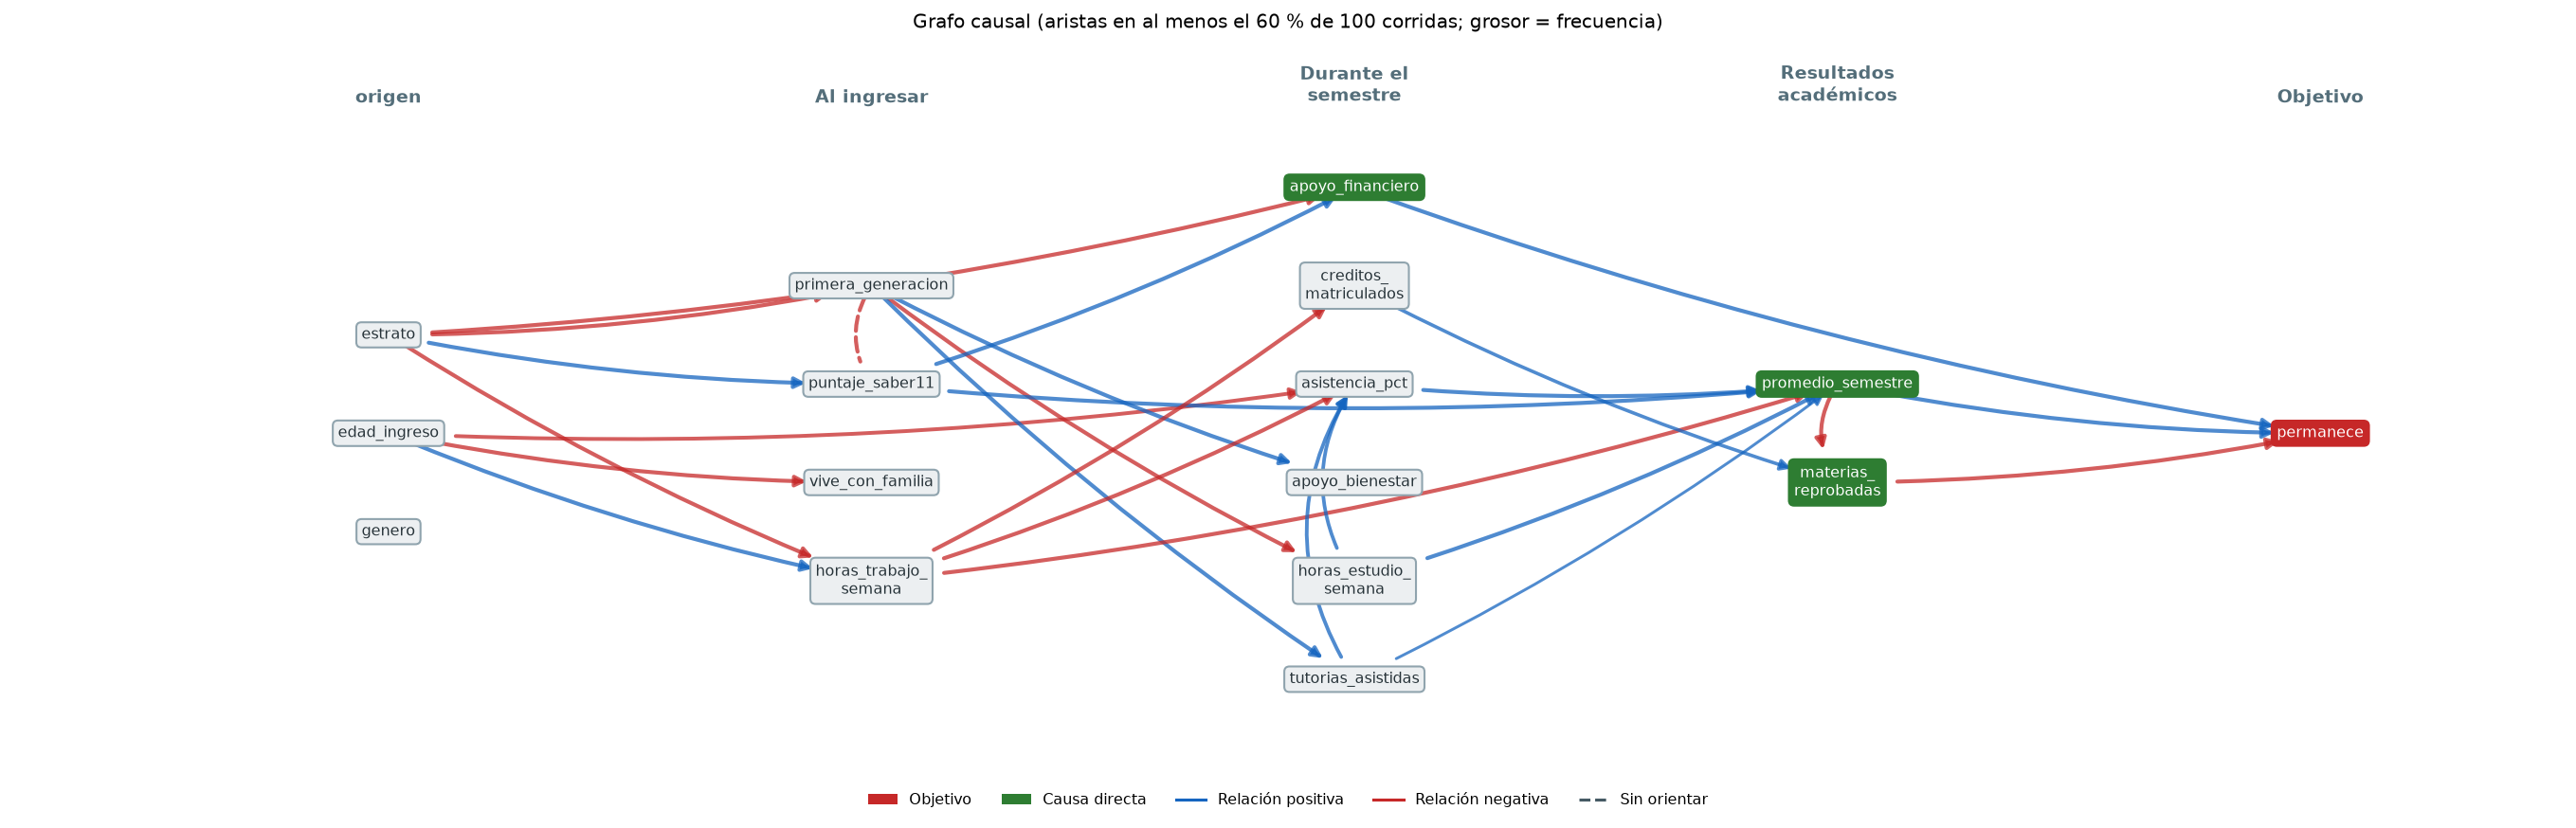 Grafo causal (aristas en al menos el 60 % de 100 corridas; grosor = frecuencia)
origen
Al ingresar
Durante el
semestre
Resultados
académicos
Objetivo
apoyo_financiero
primera_generacion
creditos_
matriculados
estrato
puntaje_saber11
asistencia_pct
promedio_semestre
edad_ingreso
permanece
vive_con_familia
apoyo_bienestar
materias_
reprobadas
genero
horas_trabajo_
semana
horas_estudio_
semana
tutorias_asistidas
Objetivo
Causa directa
Relación positiva
Relación negativa
Sin orientar